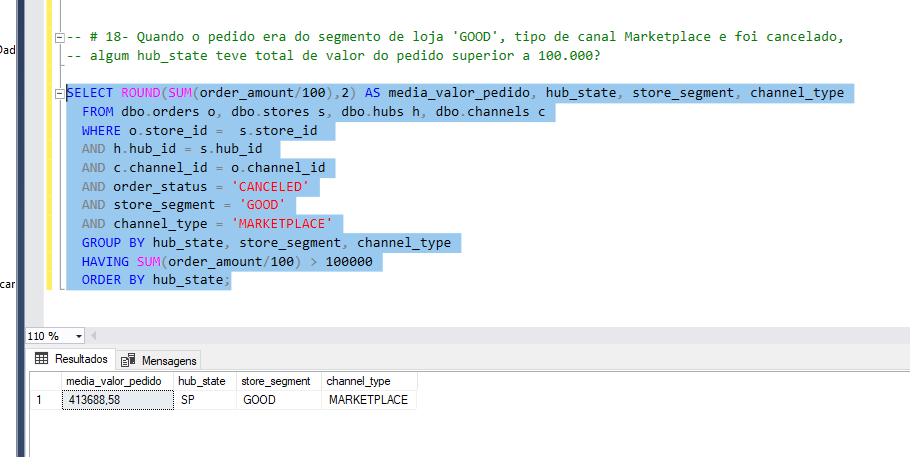 -- # 18- Quando o pedido era do segmento de loja 'GOOD', tipo de canal Marketplace e foi cancelado,
-- algum hub_state teve total de valor do pedido superior a 100.000?
SELECT ROUND(SUM(order_amount/100),2) AS media_valor_pedido, hub_state, store_segment, channel_type
FROM dbo.orders o, dbo.stores s, dbo.hubs h, dbo.channels c
WHERE o.store_id =  s.store_id
AND h.hub_id = s.hub_id
AND c.channel_id = o.channel_id
AND order_status = 'CANCELED'
AND store_segment = 'GOOD'
AND channel_type = 'MARKETPLACE'
GROUP BY hub_state, store_segment, channel_type
HAVING SUM(order_amount/100) > 100000
ORDER BY hub_state;
110 %
Resultados Mensagens
media_valor_pedido hub_state store_segment channel_type
1 413688,58 SP GOOD MARKETPLACE